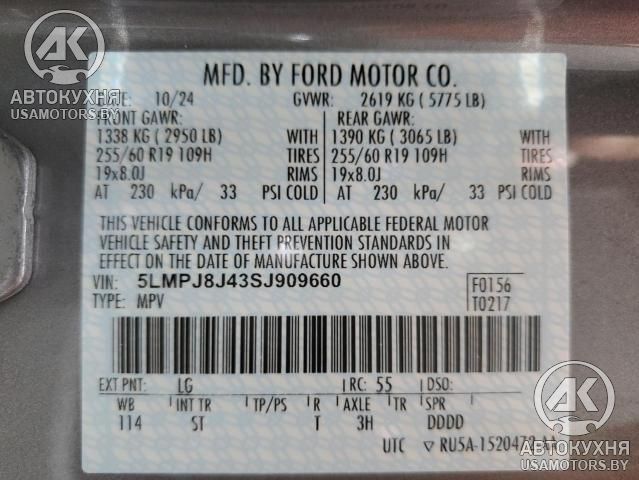 АВТОКУХНЯ
USAMOTORS.BY
MFD. BY FORD MOTOR CO.
10/24 GVWR: 2619 KG ( 5775 LB)
FRONT GAWR: REAR GAWR:
1338 KG ( 2950 LB) WITH 1390 KG ( 3065 LB) WITH
255/60 R19 109H TIRES 255/60 R19 109H TIRES
19x8.0J RIMS 19x8.0J RIMS
AT 230 kPa/ 33 PSI COLD AT 230 kPa/ 33 PSI COLD
THIS VEHICLE CONFORMS TO ALL APPLICABLE FEDERAL MOTOR
VEHICLE SAFETY AND THEFT PREVENTION STANDARDS IN
EFFECT ON THE DATE OF MANUFACTURE SHOWN ABOVE.
VIN: 5LMPJ8J43SJ909660 F0156
TYPE: MPV T0217
EXT PNT: LG RC: 55 DSO:
WB INT TR TP/PS R AXLE TR SPR
114 ST T 3H DDDD
UTC ▽ 
АВТОКУХНЯ
USAMOTORS.BY